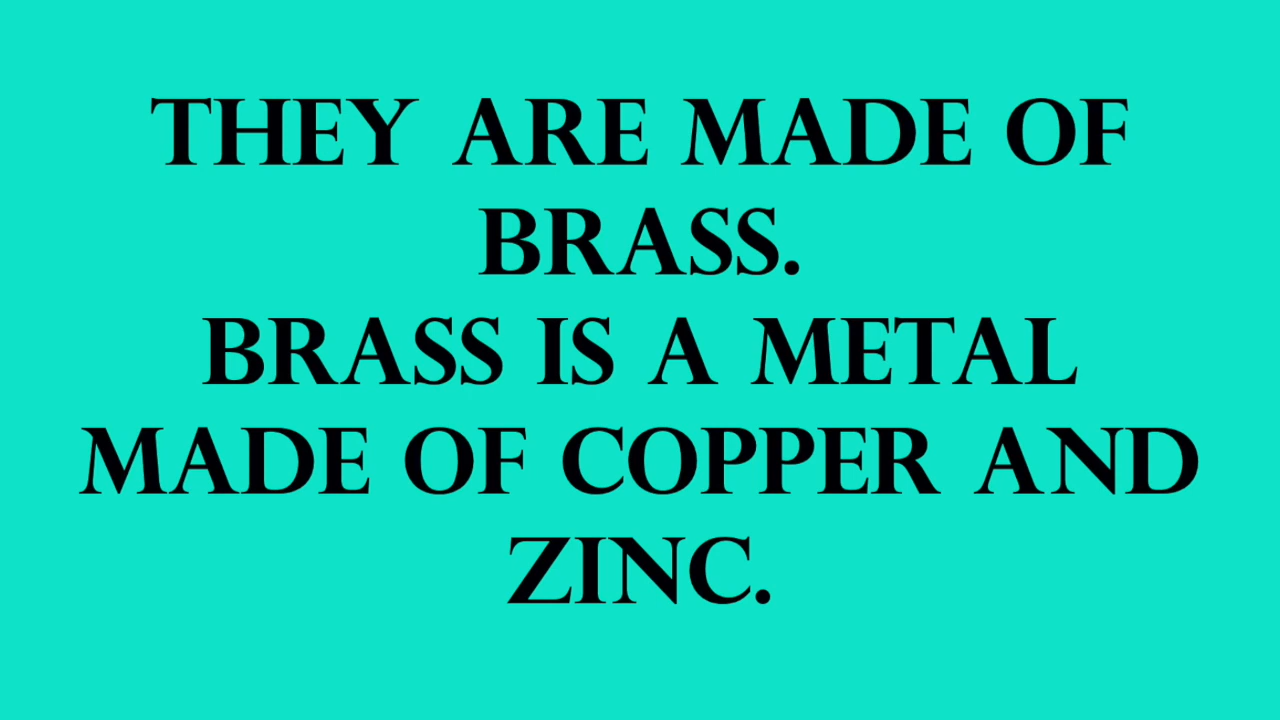 THEY ARE MADE OF
BRASS.
BRASS IS A METAL
MADE OF COPPER AND
ZINC.